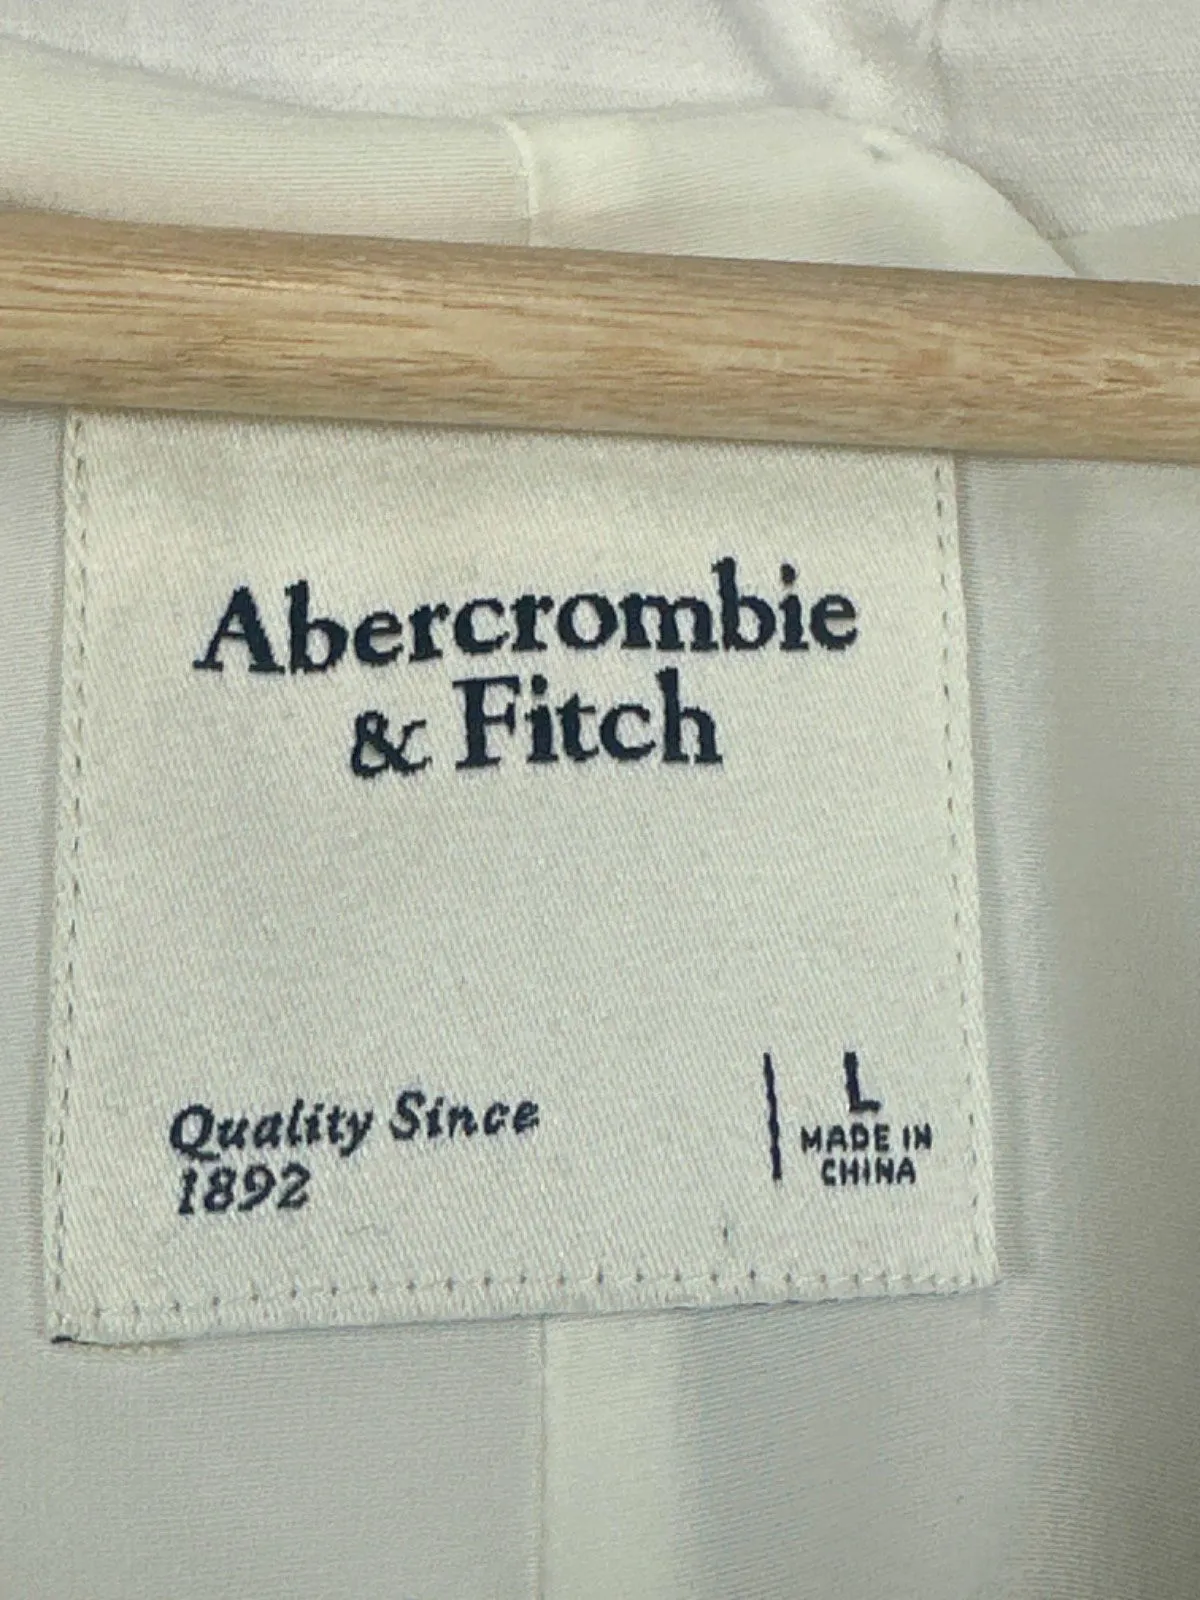 Abercrombie
& Fitch
Quality Since
1892
L
MADE IN
CHINA